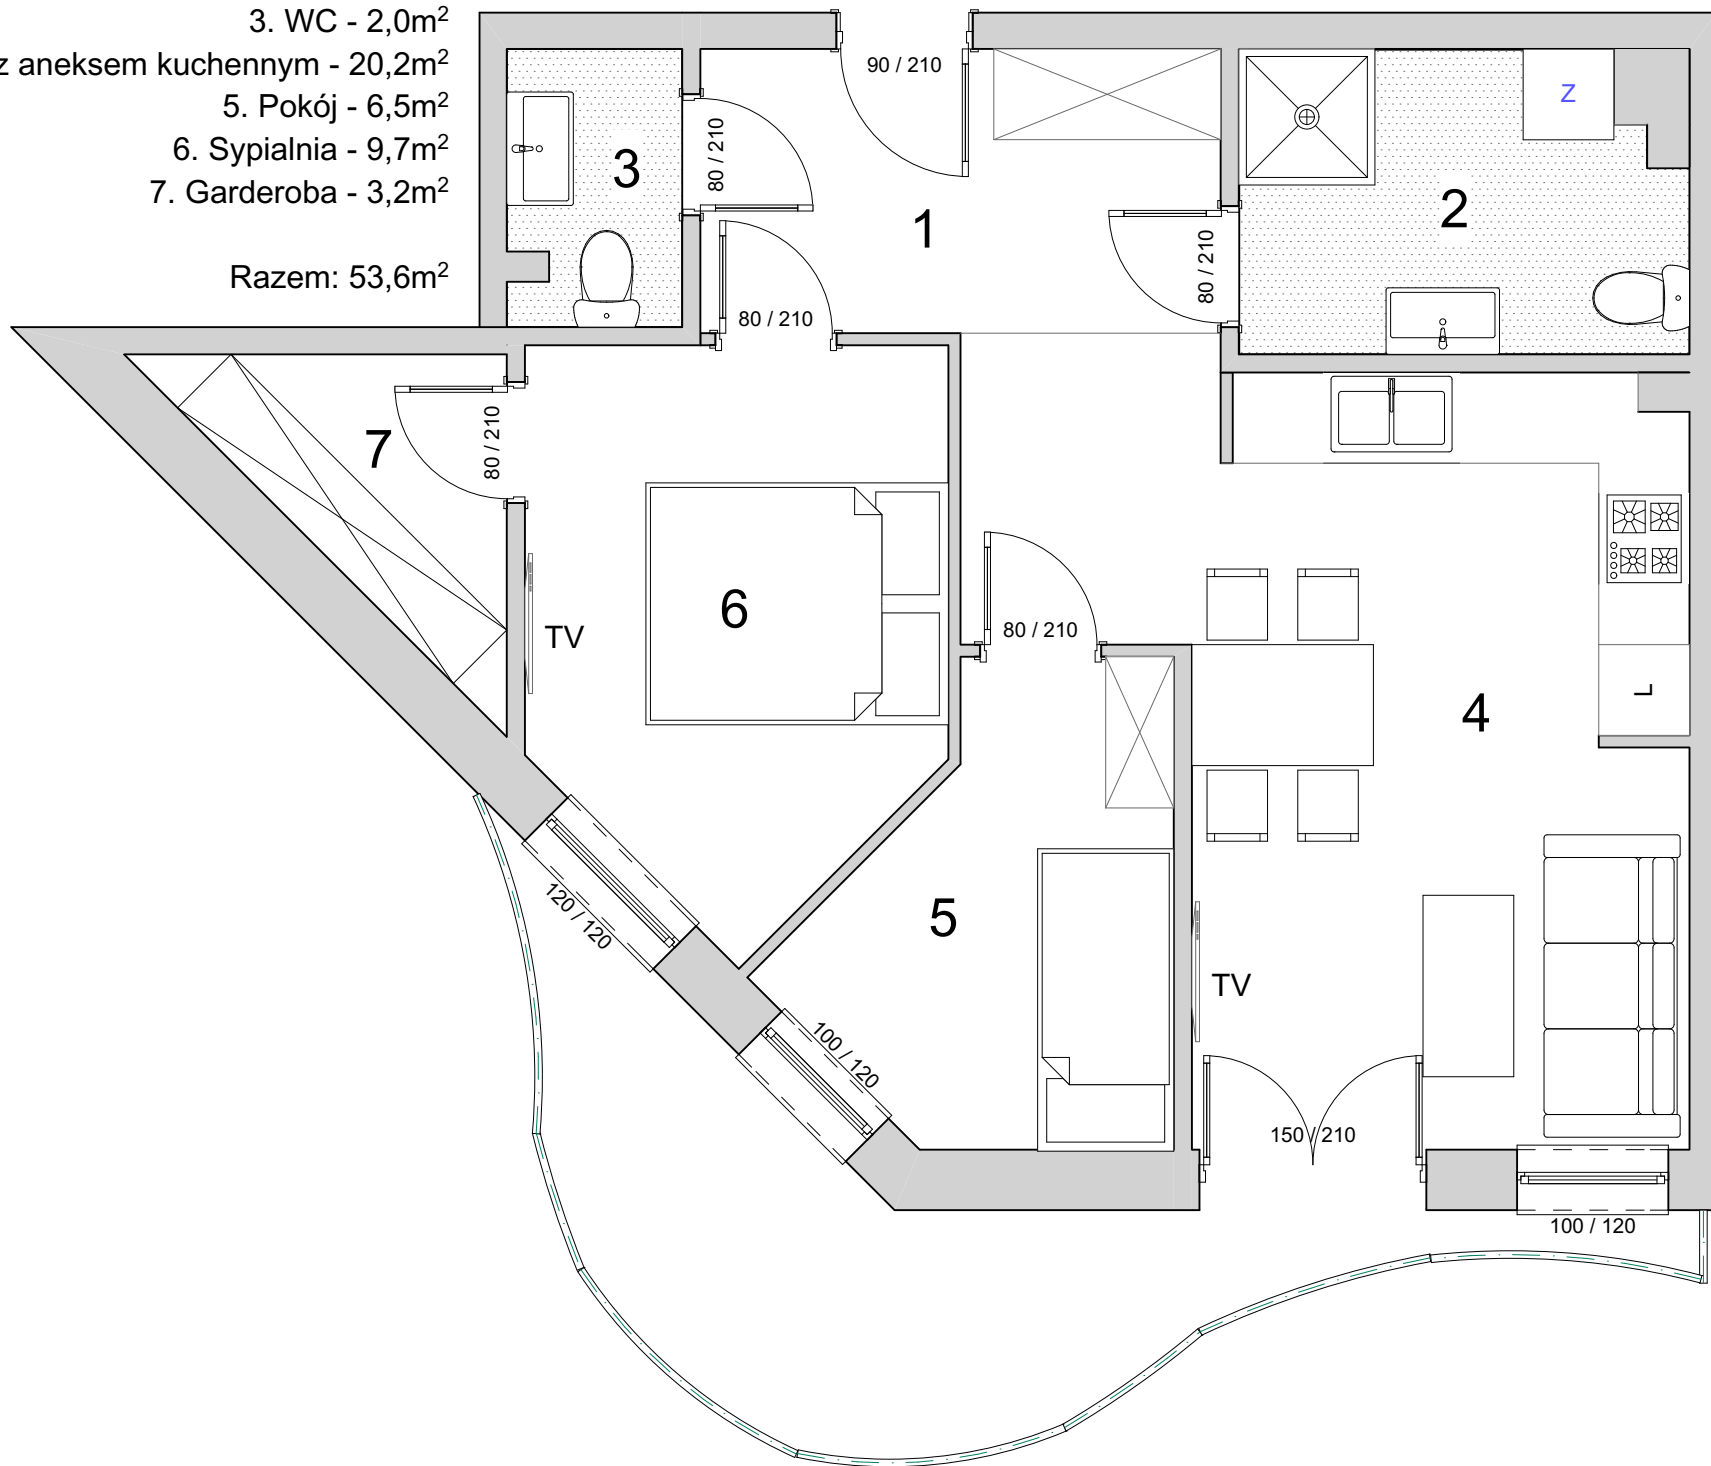 3. WC - 2,0m²
z aneksem kuchennym - 20,2m²
5. Pokój - 6,5m²
6. Sypialnia - 9,7m²
7. Garderoba - 3,2m²
Razem: 53,6m²
90 / 210
Z
80 / 210
3
1
2
80 / 210
80 / 210
7
80 / 210
6
TV
80 / 210
4
L
5
120 / 120
TV
100 / 120
150 / 210
100 / 120